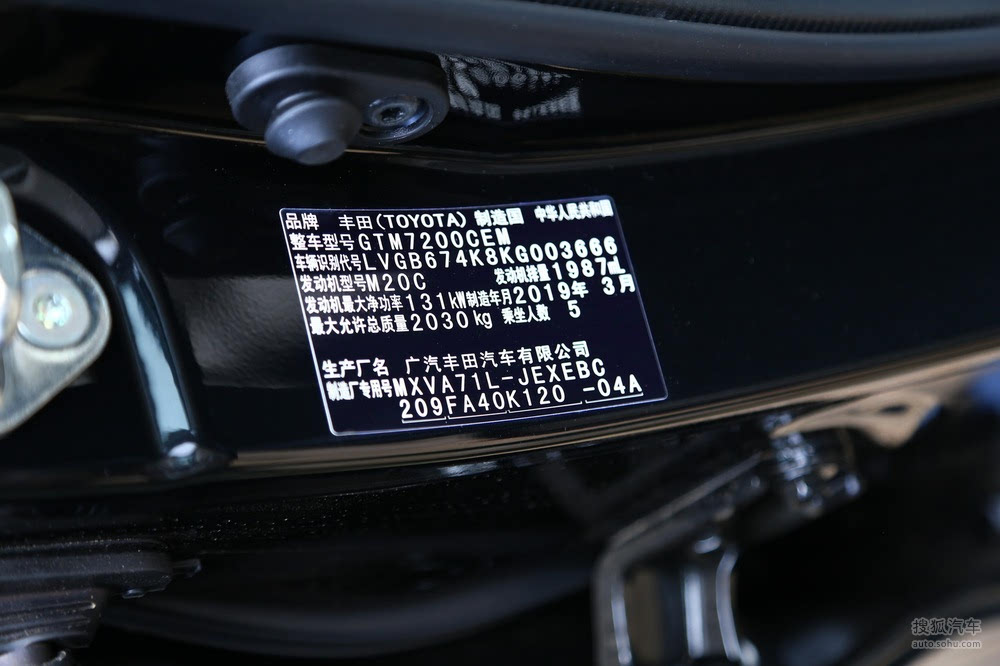 品牌 丰田(TOYOTA) 制造国 中华人民共和国
整车型号GTM7200CEM
车辆识别代号LVGB674K8KG003666
发动机型号M20C 发动机排量1987mL
发动机最大净功率131kW制造年月2019年 3月
最大允许总质量2030kg 乘坐人数 5
生产厂名 广汽丰田汽车有限公司
制造厂专用号MXVA71L-JEXEBC
209FA40K120 -04A
搜狐汽车
auto.sohu.com